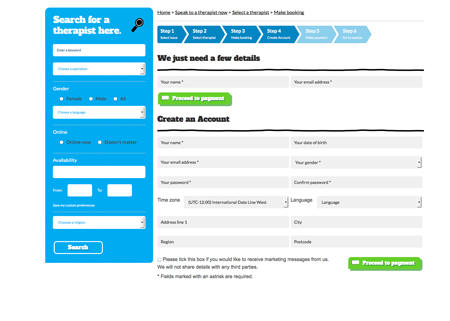 Search for a
therapist here.
Enter a keyword
Gender
Female Male All
Choose a language
Online
Online now Doesn't matter
Availability
From To
Save my custom preferences
Choose a region
Search
Home > Speak to a therapist now > Select a therapist > Make booking
Step 1 Step 2 Step 3 Step 4 Step 5 Step 6
Select issue Select therapist Make booking Create Account Make payment
We just need a few details
Your name * Your email address *
Proceed to payment
Create an Account
Your name * Your date of birth
Your email address * Your gender *
Your password * Confirm password *
Time zone (UTC-12:00) International Date Line West Language Language
Address line 1 City
Region Postcode
Please tick this box if you would like to receive marketing messages from us.
We will not share details with any third parties.
* Fields marked with an astrisk are required.
Proceed to payment